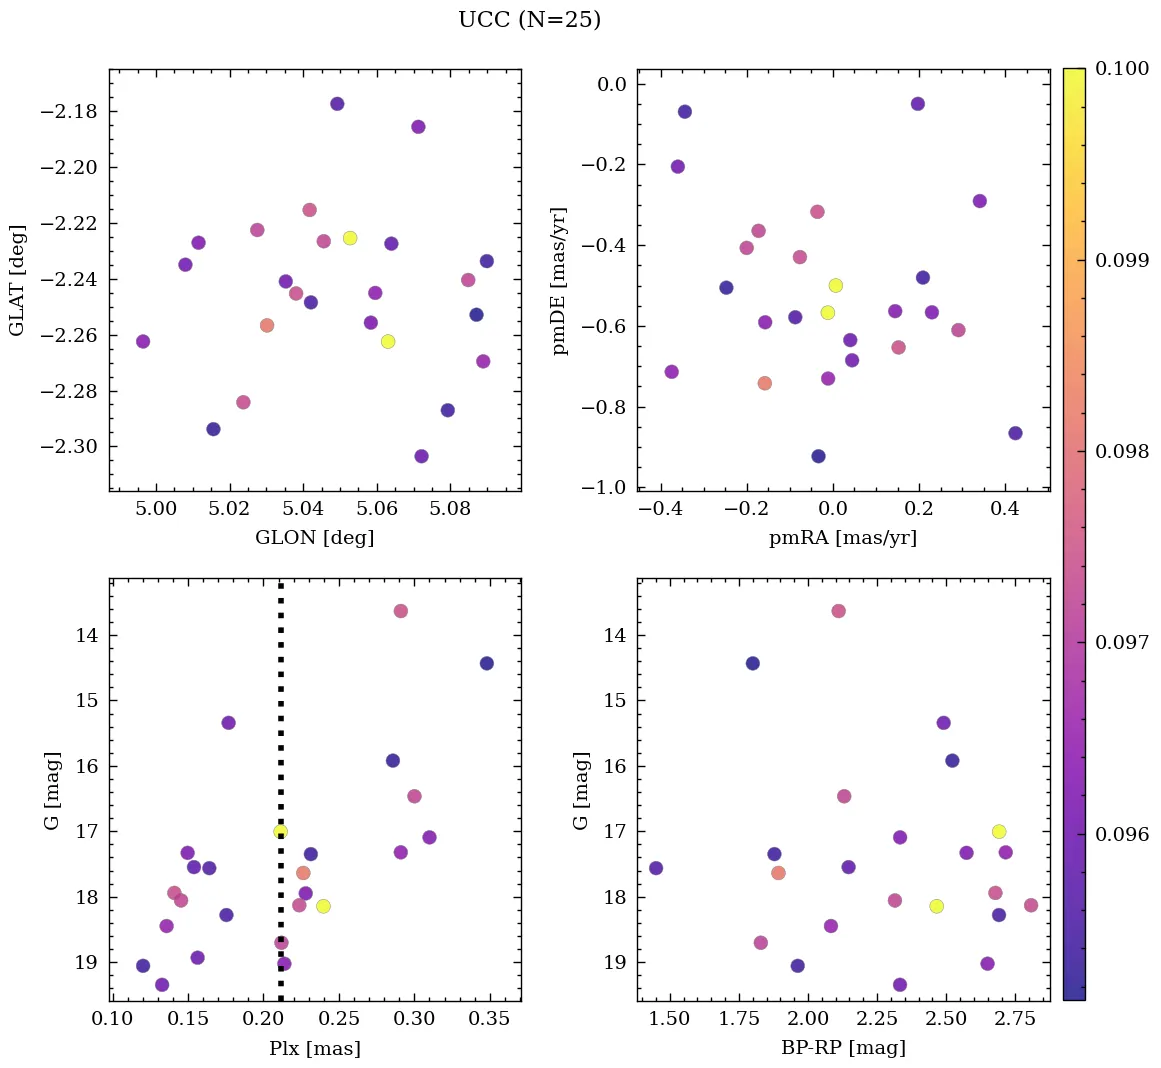 UCC (N=25)
−2.18
−2.20
−2.22
−2.24
−2.26
−2.28
−2.30
GLAT [deg]
5.00 5.02 5.04 5.06 5.08
GLON [deg]
0.0
−0.2
−0.4
−0.6
−0.8
−1.0
pmDE [mas/yr]
−0.4 −0.2 0.0 0.2 0.4
pmRA [mas/yr]
0.100
0.099
0.098
0.097
0.096
14
15
16
17
18
19
G [mag]
0.10 0.15 0.20 0.25 0.30 0.35
Plx [mas]
14
15
16
17
18
19
G [mag]
1.50 1.75 2.00 2.25 2.50 2.75
BP-RP [mag]